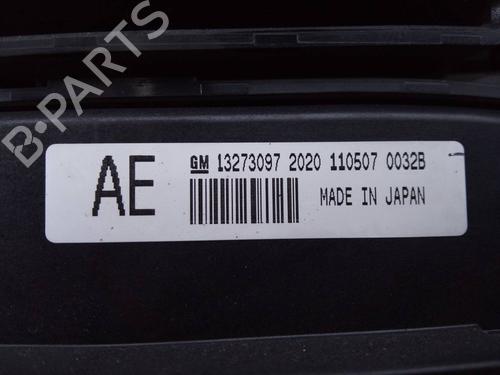 B-PARTS
AE
GM 13273097 2020 110507 0032B
MADE IN JAPAN